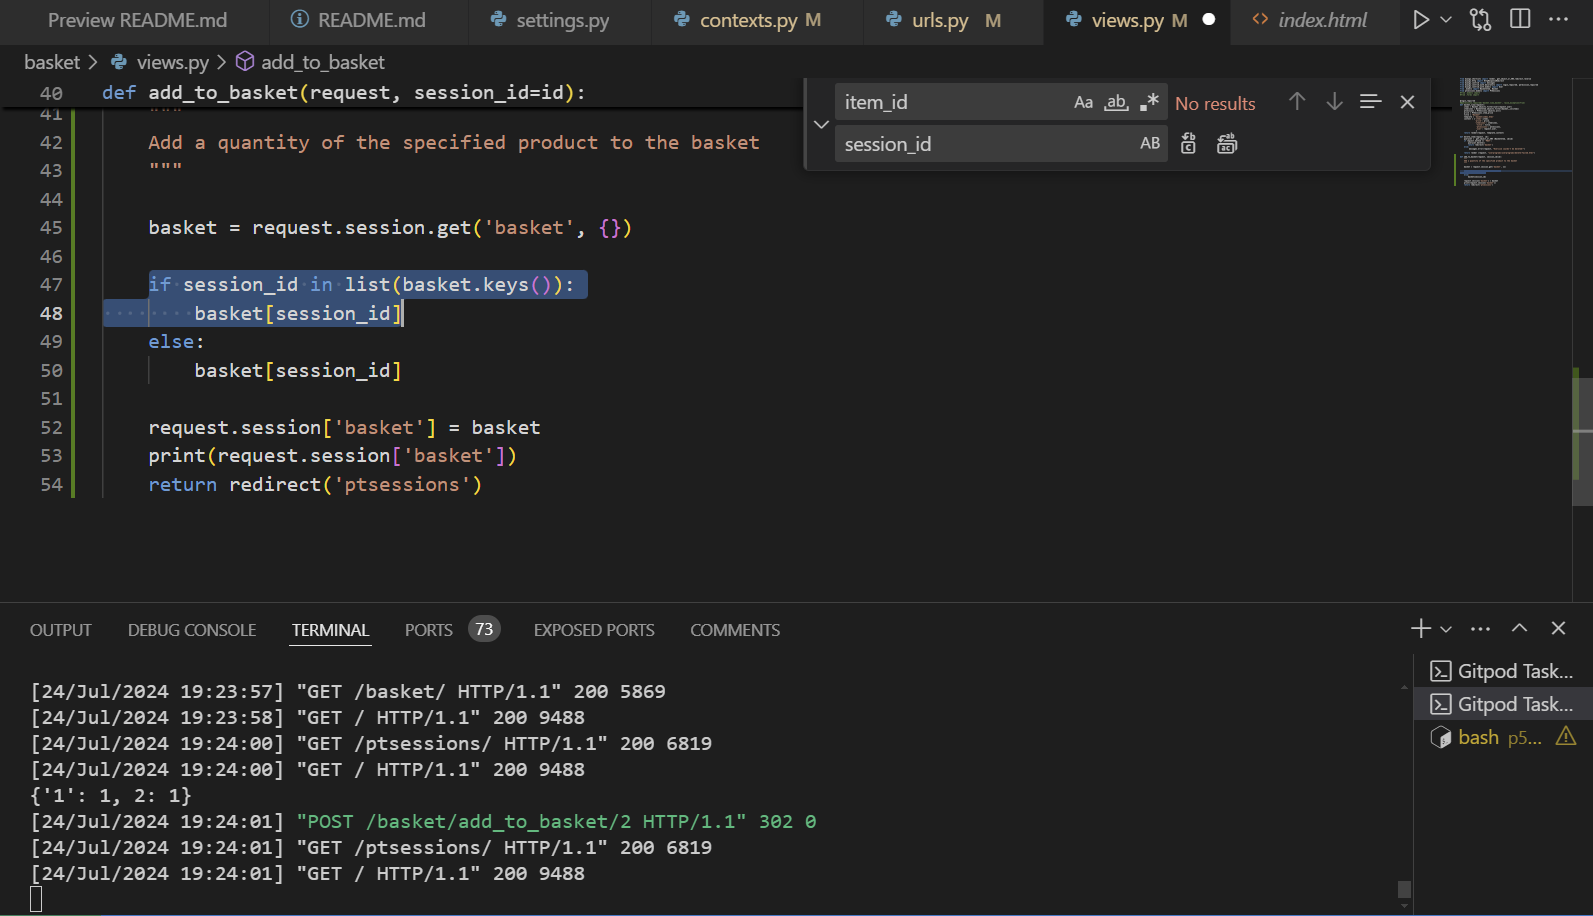 Preview README.md
README.md
settings.py
contexts.py M
urls.py M
views.py M
index.html
basket > views.py > add_to_basket
40 def add_to_basket(request, session_id=id):
item_id
Aa
ab
No results
session_id
AB
41 """
42 Add a quantity of the specified product to the basket
43 """
44
45 basket = request.session.get('basket', {})
46
47 if session_id in list(basket.keys()):
48 basket[session_id]
49 else:
50 basket[session_id]
51
52 request.session['basket'] = basket
53 print(request.session['basket'])
54 return redirect('ptsessions')
OUTPUT
DEBUG CONSOLE
TERMINAL
PORTS 73
EXPOSED PORTS
COMMENTS
[24/Jul/2024 19:23:57] "GET /basket/ HTTP/1.1" 200 5869
[24/Jul/2024 19:23:58] "GET / HTTP/1.1" 200 9488
[24/Jul/2024 19:24:00] "GET /ptsessions/ HTTP/1.1" 200 6819
[24/Jul/2024 19:24:00] "GET / HTTP/1.1" 200 9488
{'1': 1, 2: 1}
[24/Jul/2024 19:24:01] "POST /basket/add_to_basket/2 HTTP/1.1" 302 0
[24/Jul/2024 19:24:01] "GET /ptsessions/ HTTP/1.1" 200 6819
[24/Jul/2024 19:24:01] "GET / HTTP/1.1" 200 9488
Gitpod Task...
Gitpod Task...
bash p5...